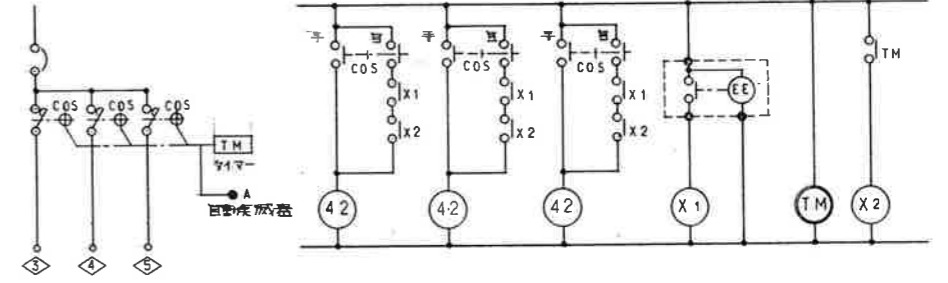 COS COS COS
TM
タイマー
A
自動点滅器
3 4 5
手 自 手 自 手 自
COS COS COS
X1 X1 X1
X2 X2 X2
EE
TM
42 42 42 X1 TM X2